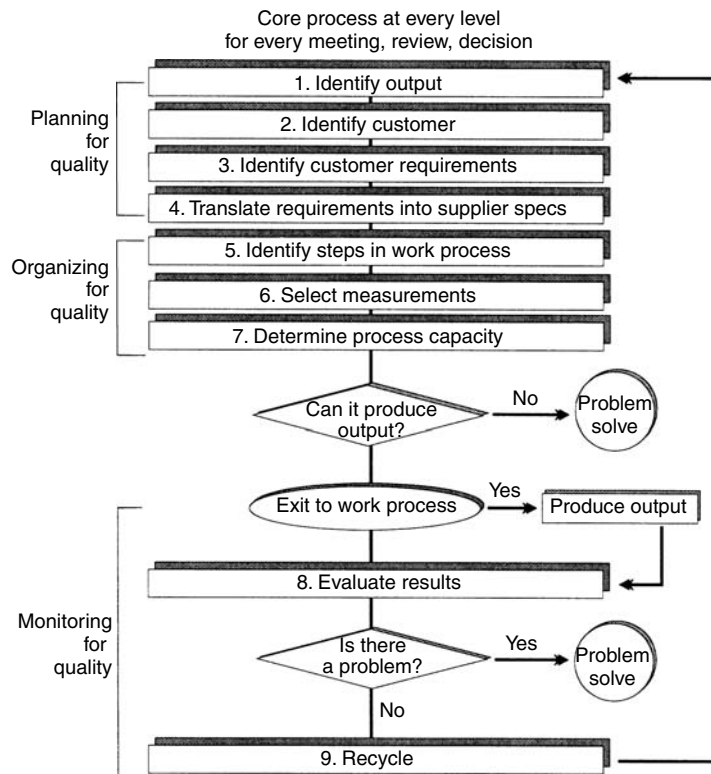 Core process at every level
for every meeting, review, decision
Planning
for
quality
1. Identify output
2. Identify customer
3. Identify customer requirements
4. Translate requirements into supplier specs
Organizing
for
quality
5. Identify steps in work process
6. Select measurements
7. Determine process capacity
Can it produce
output?
No
Problem
solve
Exit to work process
Yes
Produce output
Monitoring
for
quality
8. Evaluate results
Is there
a problem?
Yes
Problem
solve
No
9. Recycle